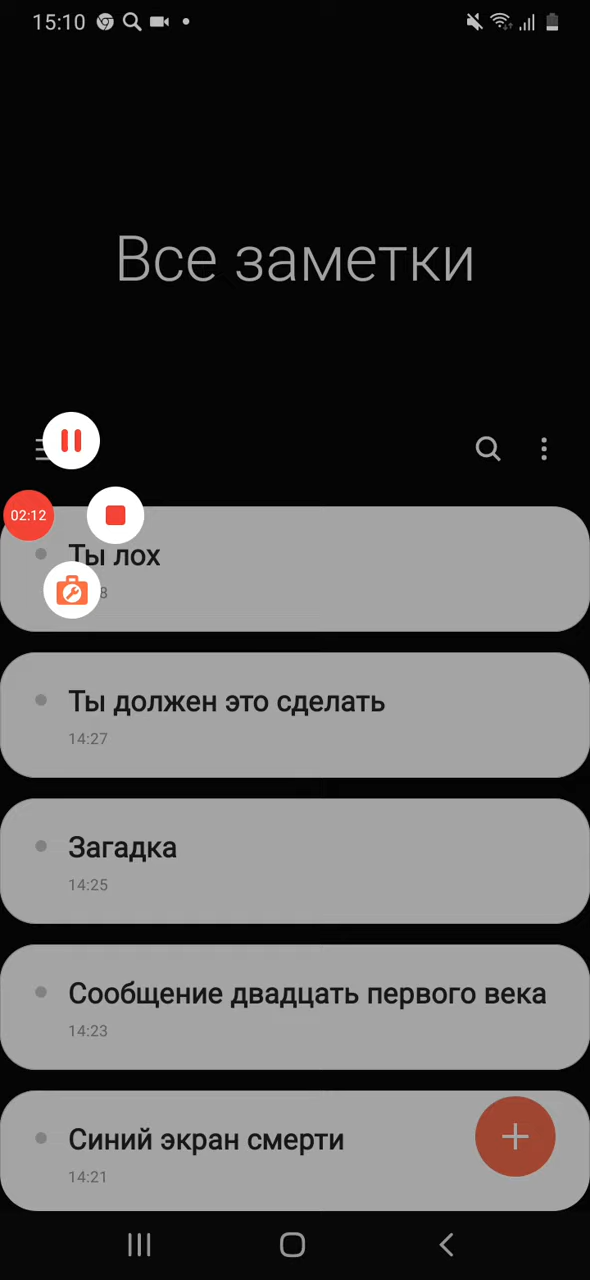 15:10
Все заметки
02:12
Ты лох
8
Ты должен это сделать
14:27
Загадка
14:25
Сообщение двадцать первого века
14:23
Синий экран смерти
14:21